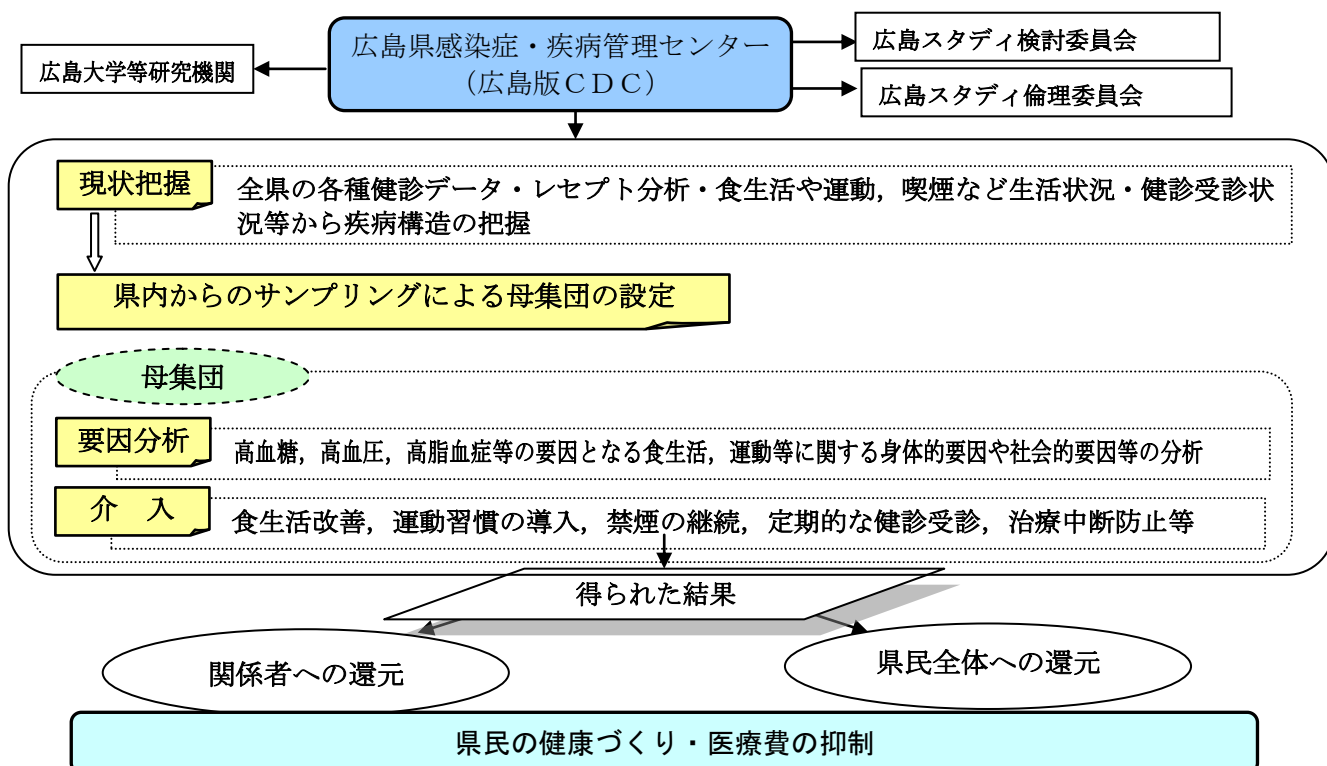 広島県感染症・疾病管理センター
（広島版ＣＤＣ）
広島大学等研究機関
広島スタディ検討委員会
広島スタディ倫理委員会
現状把握
全県の各種健診データ・レセプト分析・食生活や運動，喫煙など生活状況・健診受診状
況等から疾病構造の把握
県内からのサンプリングによる母集団の設定
母集団
要因分析
高血糖，高血圧，高脂血症等の要因となる食生活，運動等に関する身体的要因や社会的要因等の分析
介　入
食生活改善，運動習慣の導入，禁煙の継続，定期的な健診受診，治療中断防止等
得られた結果
関係者への還元
県民全体への還元
県民の健康づくり・医療費の抑制